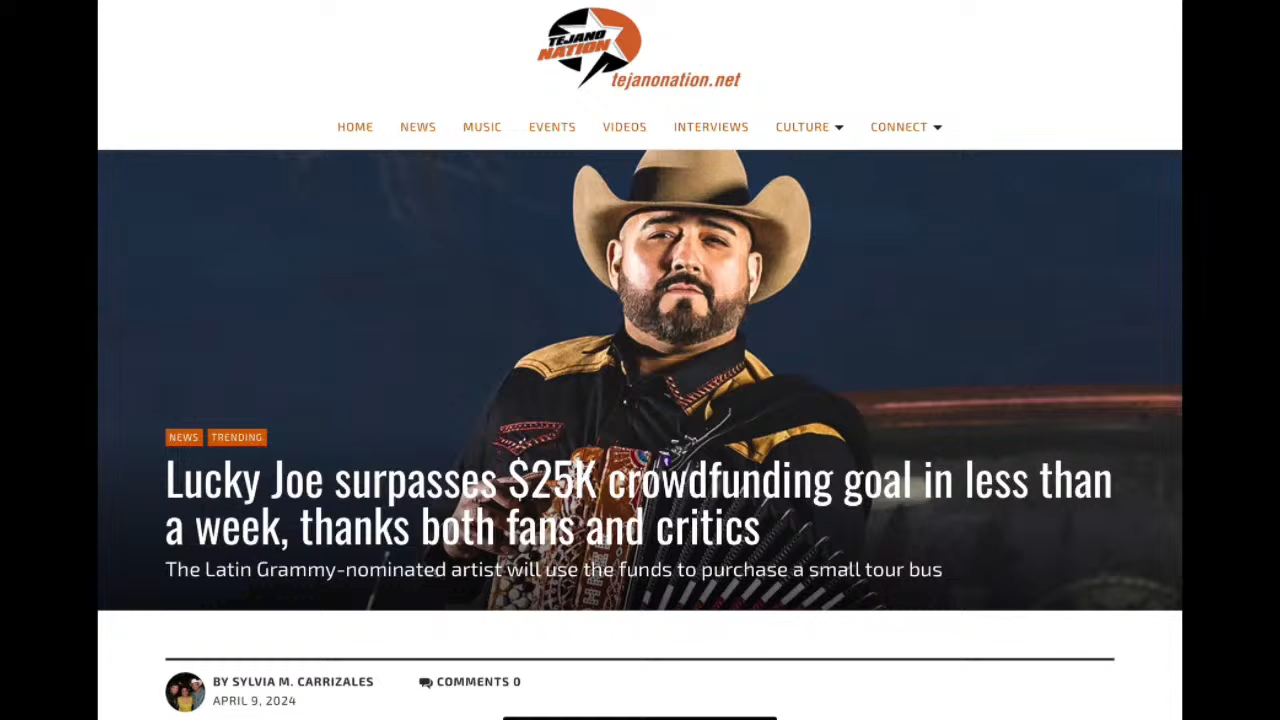 TEJANO
NATION
tejanonation.net
HOME NEWS MUSIC EVENTS VIDEOS INTERVIEWS CULTURE CONNECT
NEWS TRENDING
Lucky Joe surpasses $25K crowdfunding goal in less than
a week, thanks both fans and critics
The Latin Grammy-nominated artist will use the funds to purchase a small tour bus
BY SYLVIA M. CARRIZALES COMMENTS 0
APRIL 9, 2024